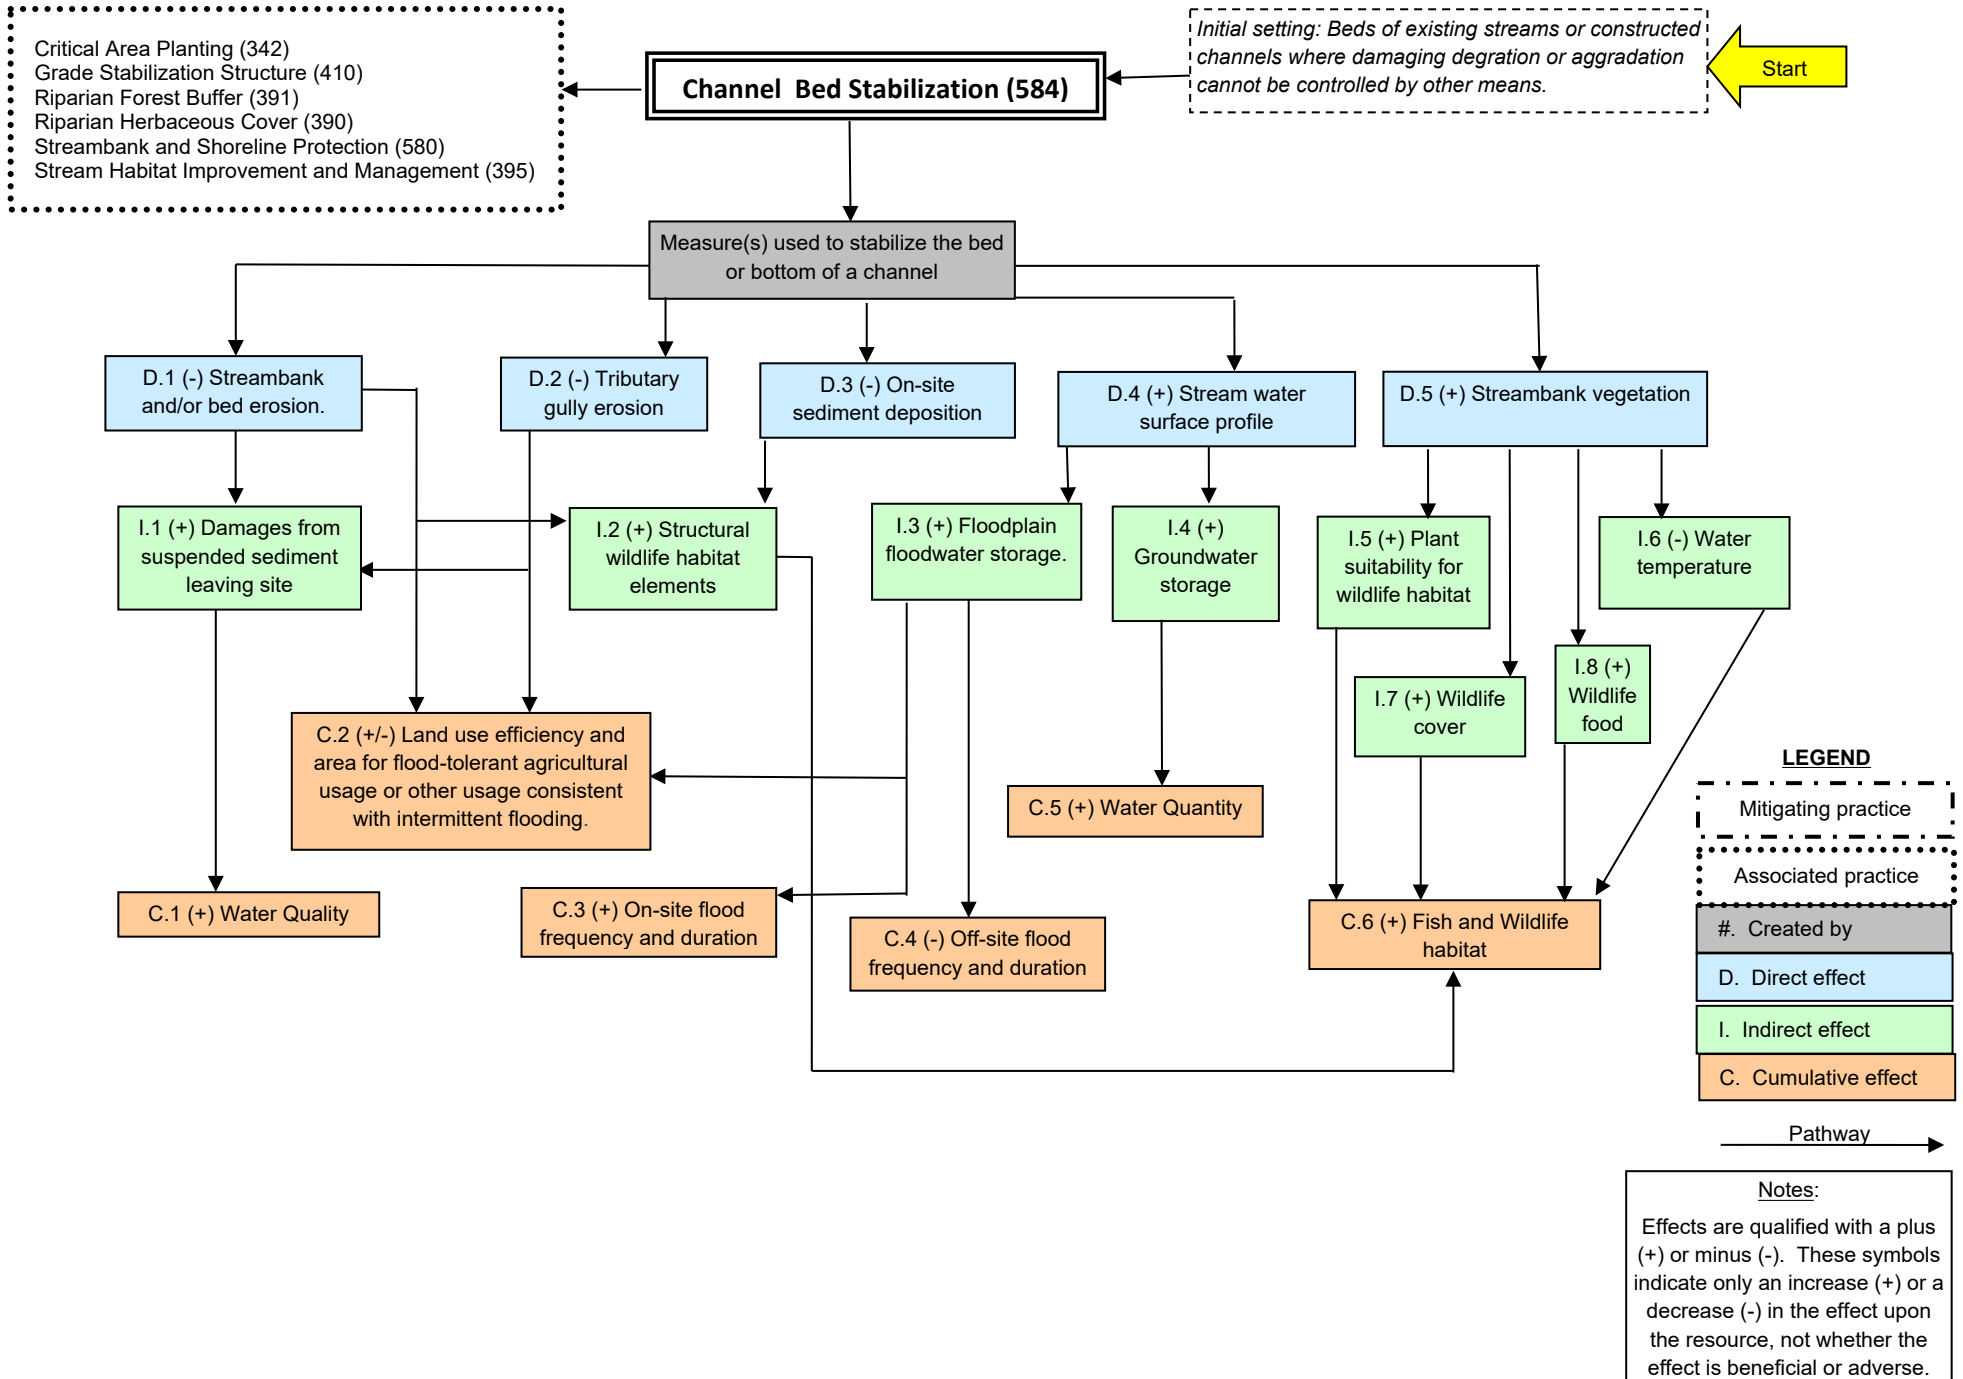 Critical Area Planting (342)
Grade Stabilization Structure (410)
Riparian Forest Buffer (391)
Riparian Herbaceous Cover (390)
Streambank and Shoreline Protection (580)
Stream Habitat Improvement and Management (395)
Channel  Bed Stabilization (584)
Initial setting: Beds of existing streams or constructed
channels where damaging degration or aggradation
cannot be controlled by other means.
Start
Measure(s) used to stabilize the bed
or bottom of a channel
D.1 (-) Streambank
and/or bed erosion.
D.2 (-) Tributary
gully erosion
D.3 (-) On-site
sediment deposition
D.4 (+) Stream water
surface profile
D.5 (+) Streambank vegetation
I.1 (+) Damages from
suspended sediment
leaving site
I.2 (+) Structural
wildlife habitat
elements
I.3 (+) Floodplain
floodwater storage.
I.4 (+)
Groundwater
storage
I.5 (+) Plant
suitability for
wildlife habitat
I.6 (-) Water
temperature
I.7 (+) Wildlife
cover
I.8 (+)
Wildlife
food
C.2 (+/-) Land use efficiency and
area for flood-tolerant agricultural
usage or other usage consistent
with intermittent flooding.
C.5 (+) Water Quantity
C.1 (+) Water Quality
C.3 (+) On-site flood
frequency and duration
C.4 (-) Off-site flood
frequency and duration
C.6 (+) Fish and Wildlife
habitat
LEGEND
Mitigating practice
Associated practice
#.  Created by
D.  Direct effect
I.  Indirect effect
C.  Cumulative effect
Pathway
Notes:
Effects are qualified with a plus
(+) or minus (-).  These symbols
indicate only an increase (+) or a
decrease (-) in the effect upon
the resource, not whether the
effect is beneficial or adverse.